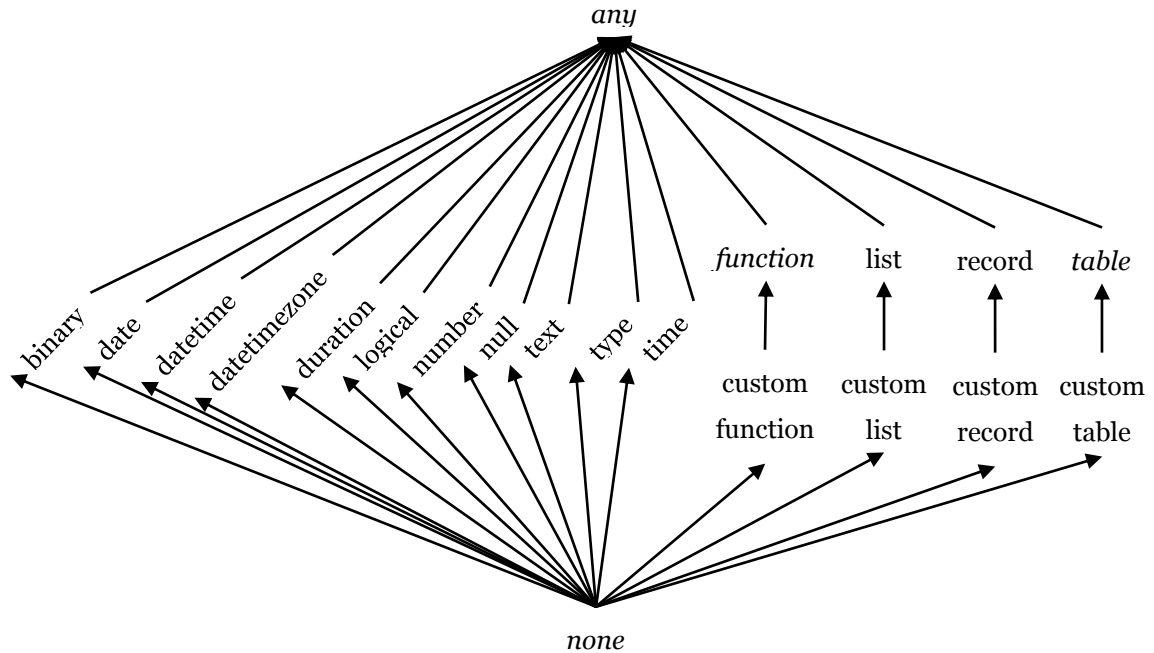 any
function
list
record
table
binary
date
datetime
datetimezone
duration
logical
number
null
text
type
time
custom
function
custom
list
custom
record
custom
table
none